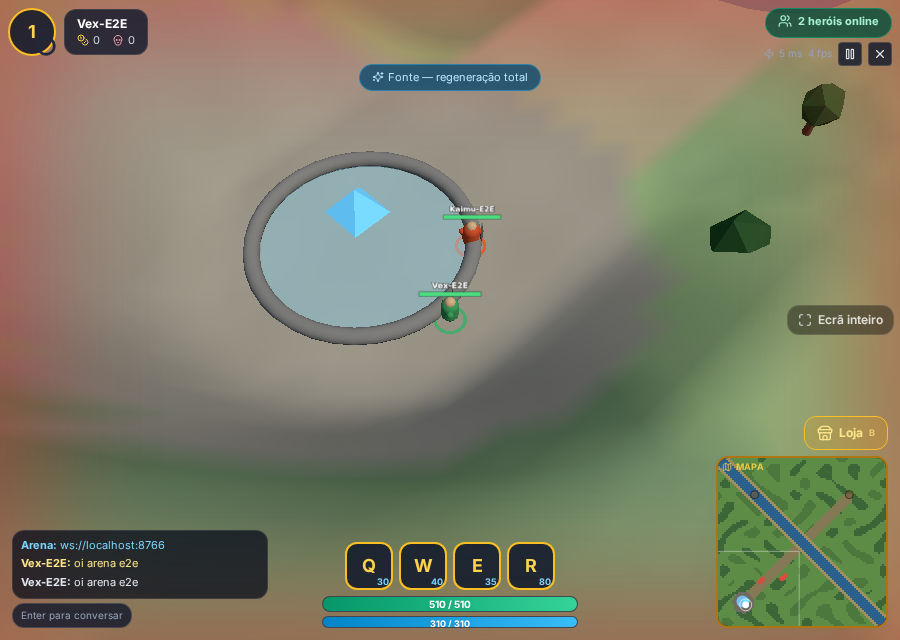 1
Vex-E2E
0
0
2 heróis online
5 ms 4 fps
Fonte — regeneração total
Kaimu-E2E
Vex-E2E
Ecrã inteiro
Loja B
MAPA
Arena: ws://localhost:8766
Vex-E2E: oi arena e2e
Vex-E2E: oi arena e2e
Enter para conversar
Q 30
W 40
E 35
R 80
510 / 510
310 / 310